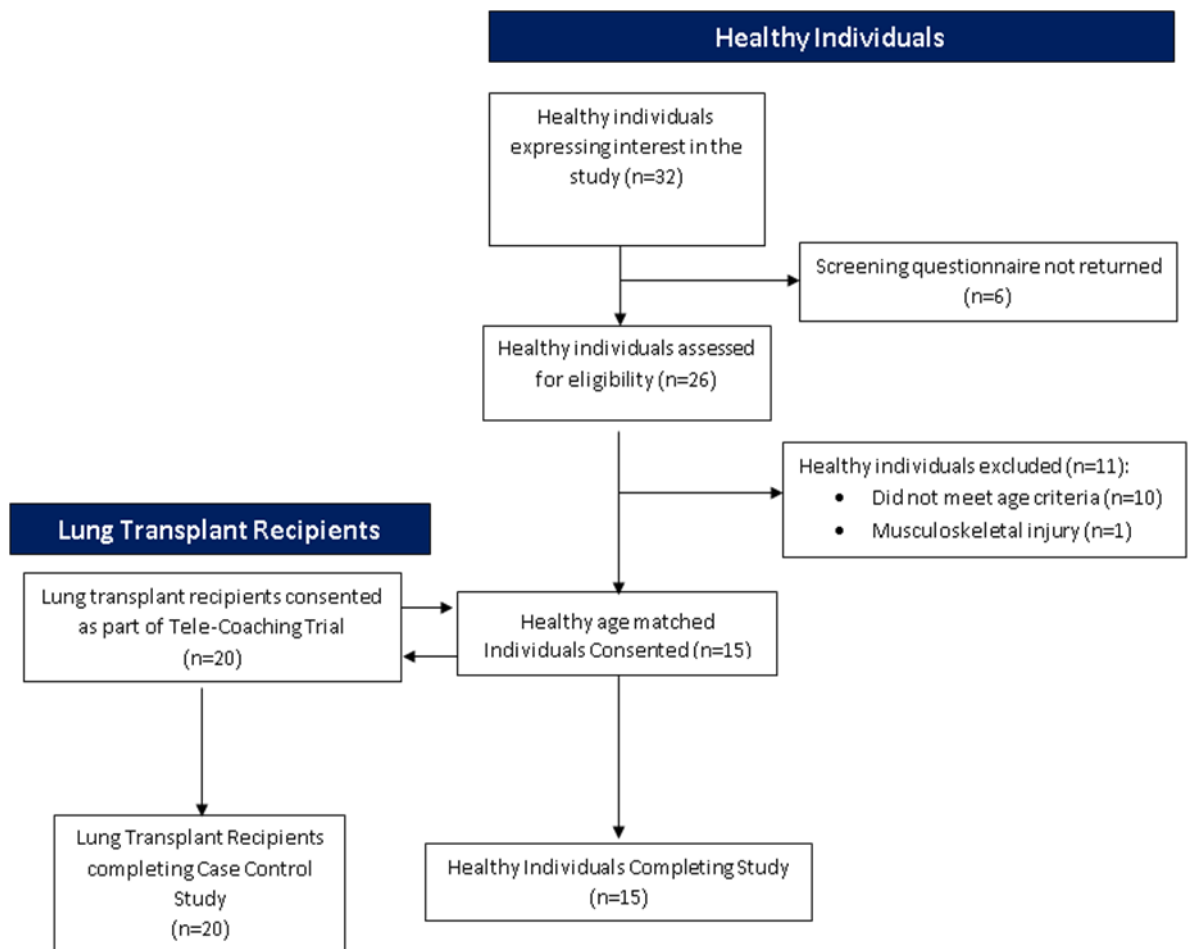 Healthy Individuals
Healthy individuals
expressing interest in the
study (n=32)
Screening questionnaire not returned
(n=6)
Healthy individuals assessed
for eligibility (n=26)
Healthy individuals excluded (n=11):
• Did not meet age criteria (n=10)
• Musculoskeletal injury (n=1)
Lung Transplant Recipients
Lung transplant recipients consented
as part of Tele-Coaching Trial
(n=20)
Healthy age matched
Individuals Consented (n=15)
Lung Transplant Recipients
completing Case Control
Study
(n=20)
Healthy Individuals Completing Study
(n=15)